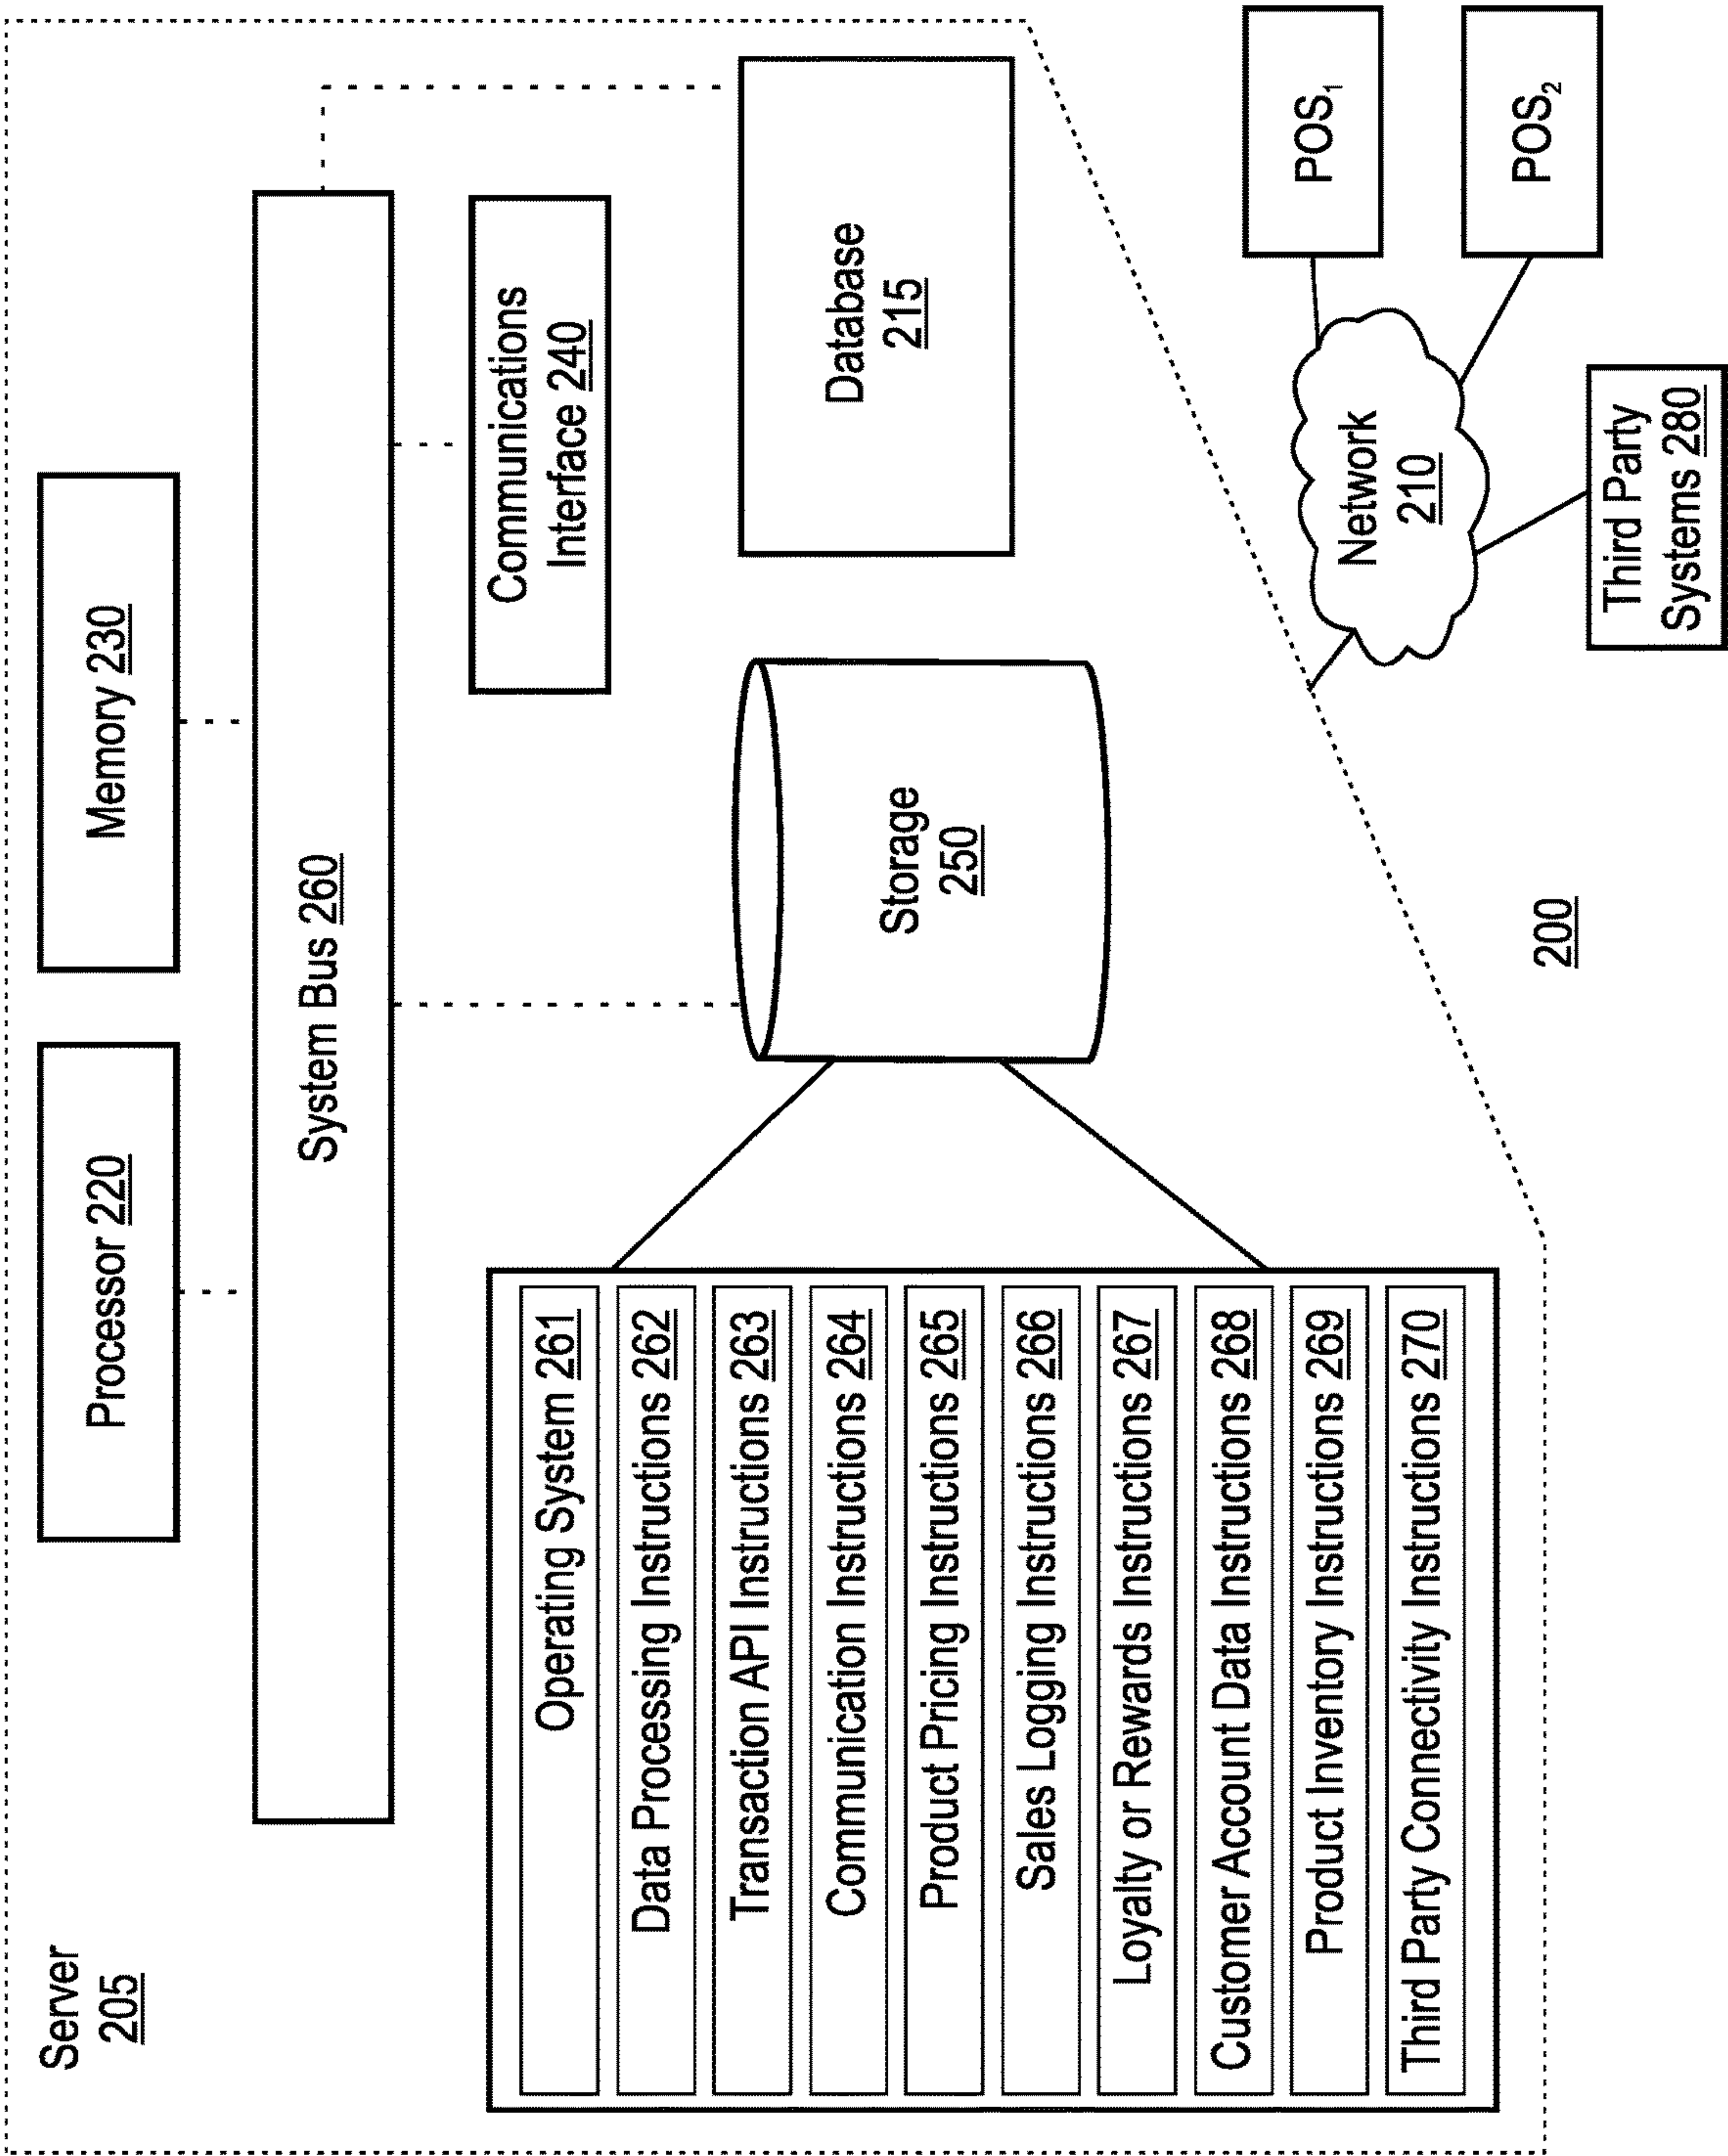 Server
205
Processor 220
Memory 230
System Bus 260
Communications
Interface 240
Operating System 261
Data Processing Instructions 262
Transaction API Instructions 263
Communication Instructions 264
Product Pricing Instructions 265
Sales Logging Instructions 266
Loyalty or Rewards Instructions 267
Customer Account Data Instructions 268
Product Inventory Instructions 269
Third Party Connectivity Instructions 270
Storage
250
Database
215
Network
210
POS₁
POS₂
Third Party
Systems 280
200